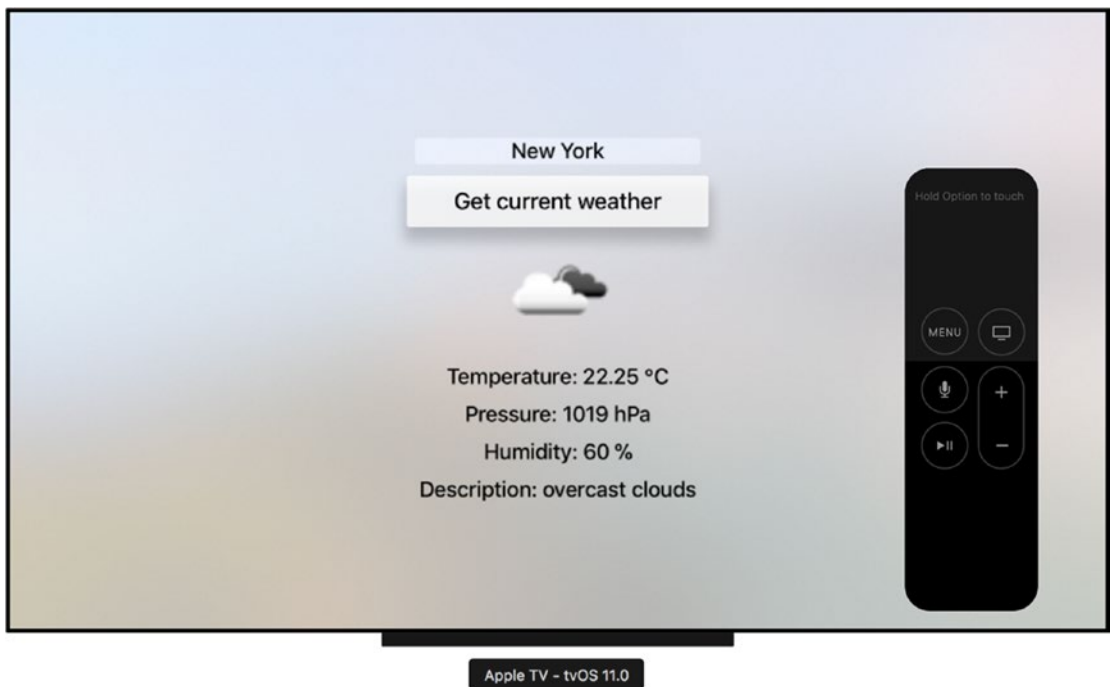 New York
Get current weather
Temperature: 22.25 °C
Pressure: 1019 hPa
Humidity: 60 %
Description: overcast clouds
Hold Option to touch
MENU
+
−
Apple TV - tvOS 11.0